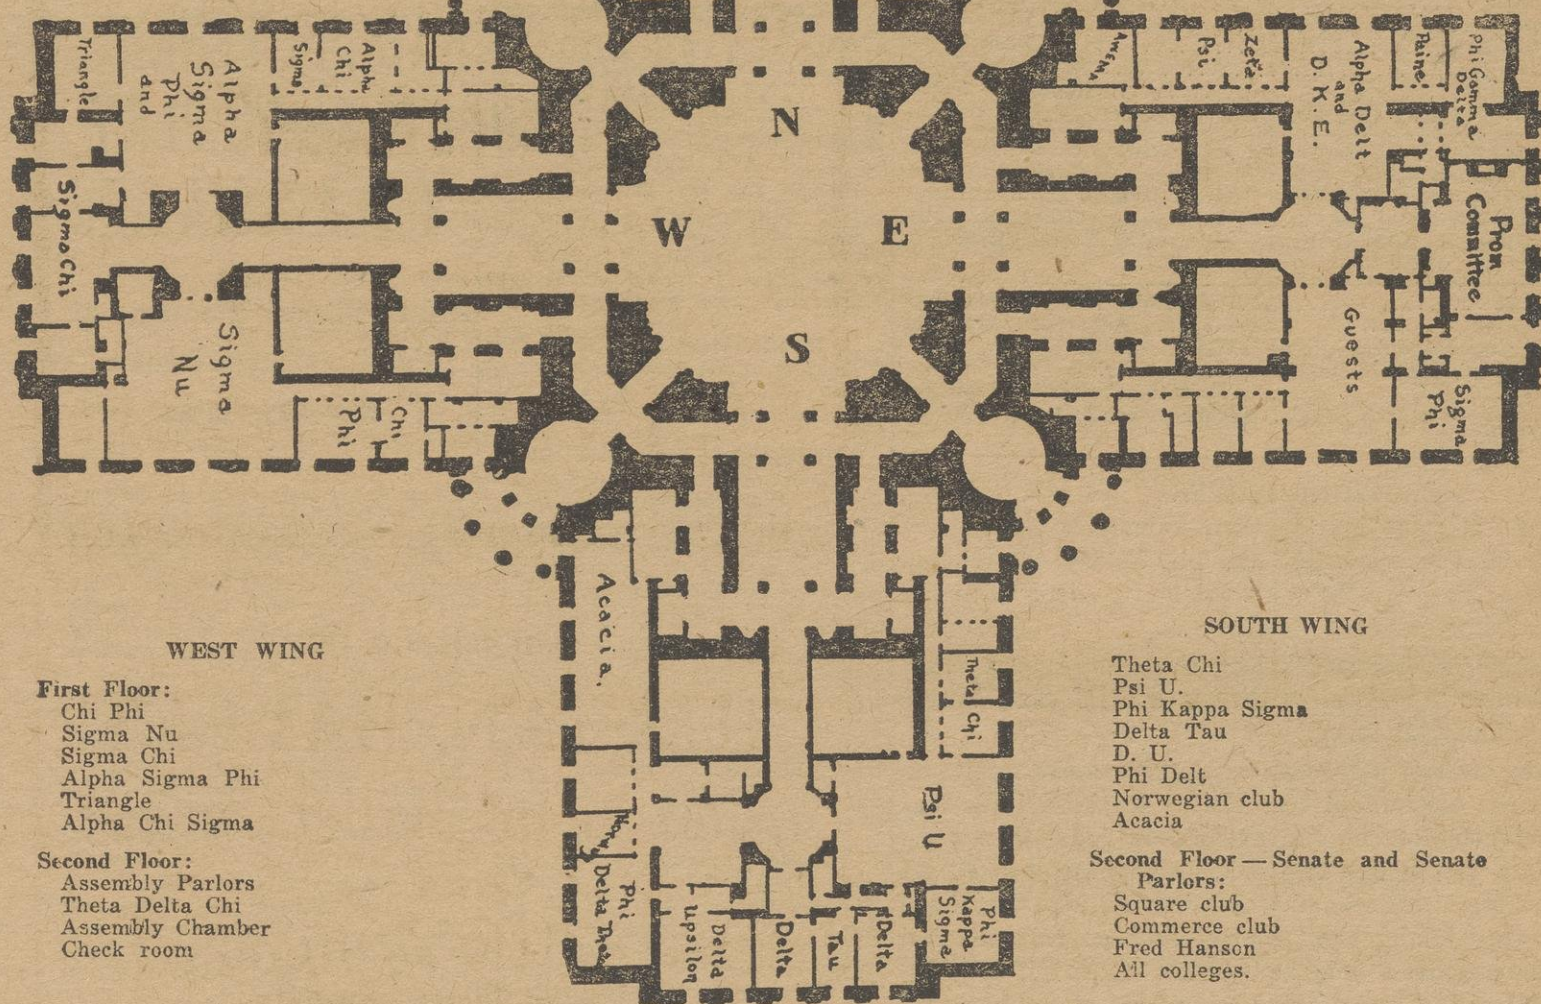 Triangle
Alpha
Sigma
Phi
and
Alpha
Chi
Sigma
Sigma Chi
Sigma
Nu
Chi
Phi
N
W
E
S
Zeta
Psi
Alpha Delt
and
D.K.E.
Paine
Phi Gamma
Delta
Prom
Committee
Guests
Sigma
Phi
Acacia.
Theta Chi
Psi U
Norw.
Phi
Delta Theta
Delta
Upsilon
Delta
Tau
Delta
Phi
Kappa
Sigma
WEST WING
First Floor:
Chi Phi
Sigma Nu
Sigma Chi
Alpha Sigma Phi
Triangle
Alpha Chi Sigma
Second Floor:
Assembly Parlors
Theta Delta Chi
Assembly Chamber
Check room
SOUTH WING
Theta Chi
Psi U.
Phi Kappa Sigma
Delta Tau
D. U.
Phi Delt
Norwegian club
Acacia
Second Floor — Senate and Senate
Parlors:
Square club
Commerce club
Fred Hanson
All colleges.